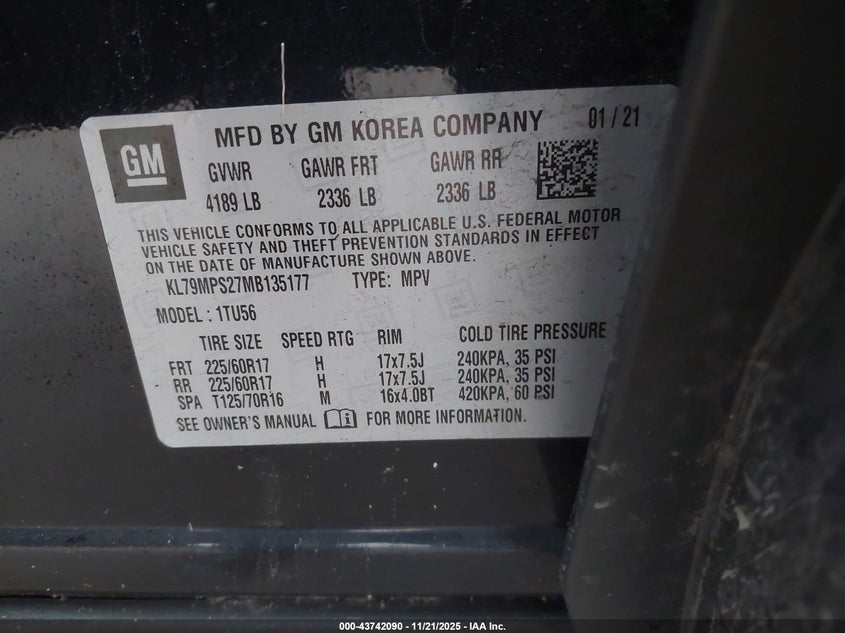 GM
MFD BY GM KOREA COMPANY 01 / 21
GVWR GAWR FRT GAWR RR
4189 LB 2336 LB 2336 LB
THIS VEHICLE CONFORMS TO ALL APPLICABLE U.S. FEDERAL MOTOR
VEHICLE SAFETY AND THEFT PREVENTION STANDARDS IN EFFECT
ON THE DATE OF MANUFACTURE SHOWN ABOVE.
KL79MPS27MB135177 TYPE: MPV
MODEL : 1TU56
TIRE SIZE SPEED RTG RIM COLD TIRE PRESSURE
FRT 225/60R17 H 17x7.5J 240KPA, 35 PSI
RR 225/60R17 H 17x7.5J 240KPA, 35 PSI
SPA T125/70R16 M 16x4.0BT 420KPA, 60 PSI
SEE OWNER'S MANUAL FOR MORE INFORMATION.
000-43742090 - 11/21/2025 - IAA Inc.